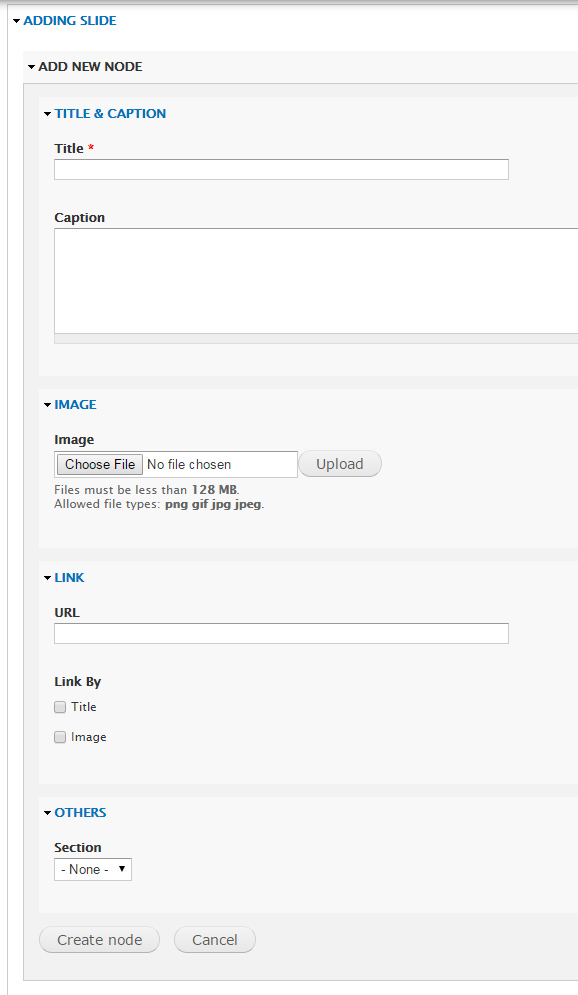 ADDING SLIDE
ADD NEW NODE
TITLE & CAPTION
Title *
Caption
IMAGE
Image
Choose File No file chosen Upload
Files must be less than 128 MB.
Allowed file types: png gif jpg jpeg.
LINK
URL
Link By
Title
Image
OTHERS
Section
- None -
Create node Cancel